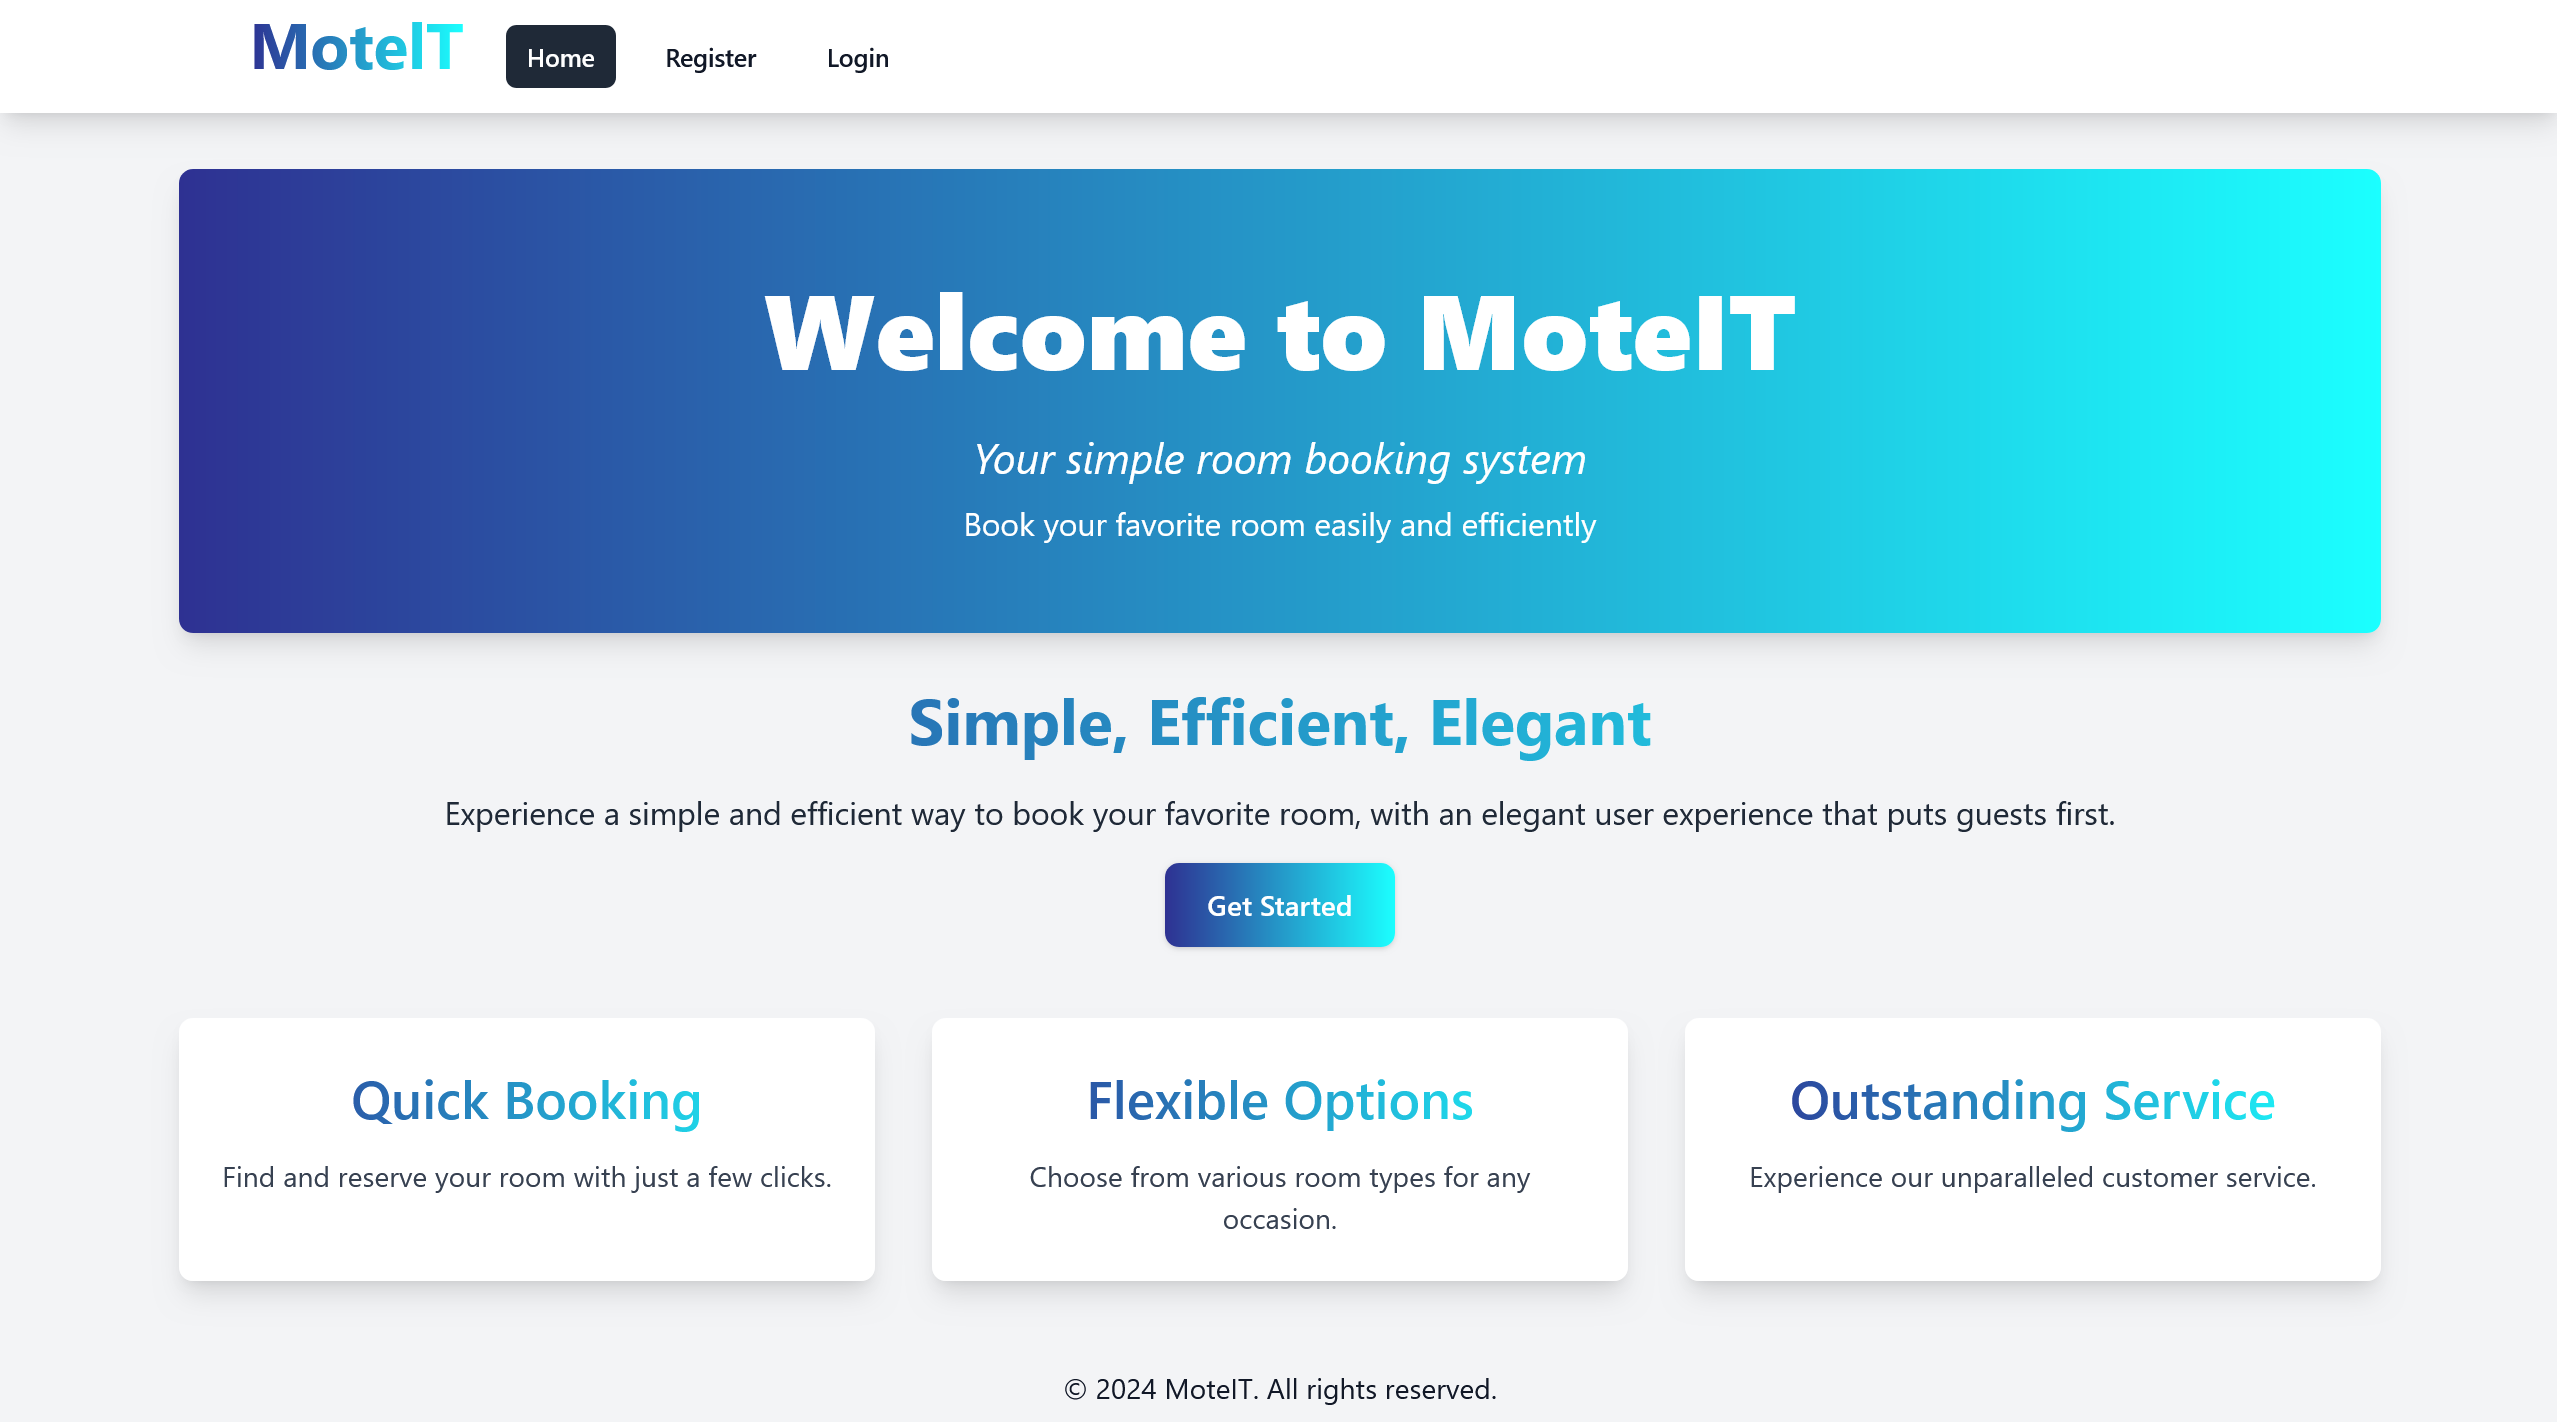 MoteIT
Home
Register
Login
Welcome to MoteIT
Your simple room booking system
Book your favorite room easily and efficiently
Simple, Efficient, Elegant
Experience a simple and efficient way to book your favorite room, with an elegant user experience that puts guests first.
Get Started
Quick Booking
Find and reserve your room with just a few clicks.
Flexible Options
Choose from various room types for any
occasion.
Outstanding Service
Experience our unparalleled customer service.
© 2024 MoteIT. All rights reserved.